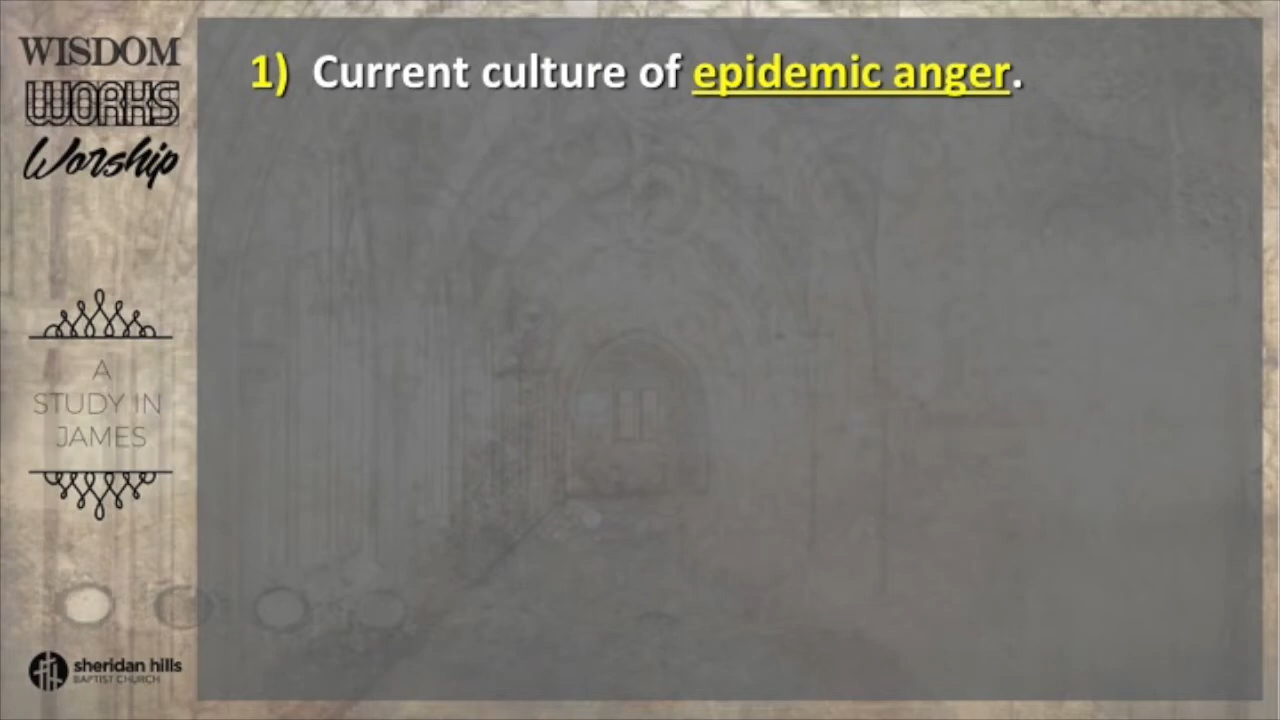 WISDOM
WORKS
Worship
A
STUDY IN
JAMES
sheridan hills
BAPTIST CHURCH
1) Current culture of epidemic anger.